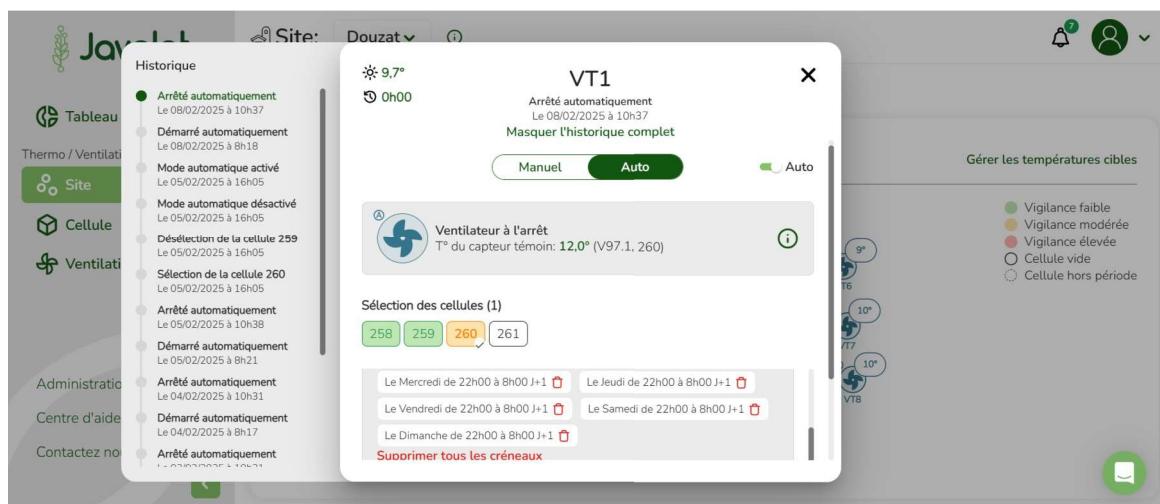 Site:
Douzat
7
Tableau
Thermo / Ventilati
Site
Cellule
Ventilati
Administratio
Centre d'aide
Contactez no
Historique
Arrêté automatiquement
Le 08/02/2025 à 10h37
Démarré automatiquement
Le 08/02/2025 à 8h18
Mode automatique activé
Le 05/02/2025 à 16h05
Mode automatique désactivé
Le 05/02/2025 à 16h05
Désélection de la cellule 259
Le 05/02/2025 à 16h05
Sélection de la cellule 260
Le 05/02/2025 à 16h05
Arrêté automatiquement
Le 05/02/2025 à 10h38
Démarré automatiquement
Le 05/02/2025 à 8h21
Arrêté automatiquement
Le 04/02/2025 à 10h31
Démarré automatiquement
Le 04/02/2025 à 8h17
Arrêté automatiquement
9,7°
0h00
VT1
Arrêté automatiquement
Le 08/02/2025 à 10h37
Masquer l'historique complet
Manuel Auto Auto
A
Ventilateur à l'arrêt
T° du capteur témoin: 12,0° (V97.1, 260)
Sélection des cellules (1)
258 259 260 261
Le Mercredi de 22h00 à 8h00 J+1 Le Jeudi de 22h00 à 8h00 J+1
Le Vendredi de 22h00 à 8h00 J+1 Le Samedi de 22h00 à 8h00 J+1
Le Dimanche de 22h00 à 8h00 J+1
Supprimer tous les créneaux
Gérer les températures cibles
Vigilance faible
Vigilance modérée
Vigilance élevée
Cellule vide
Cellule hors période
9°
VT6
10°
VT7
10°
VT8